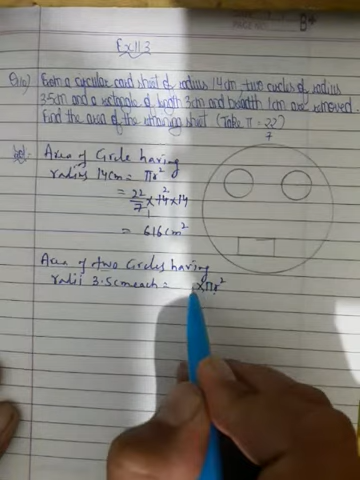 Ex 11.3
Q10) From a circular card sheet of radius 14cm two circles of radius
3.5cm and a rectangle of length 3cm and breadth 1cm are removed.
Find the area of the remaining sheet (Take π = 22/7)
Sol. Area of Circle having
radius 14cm = πr²
= 22/7 × 14 2 × 14
= 616 cm²
Area of two Circles having
radii 3.5cm each = × πr²